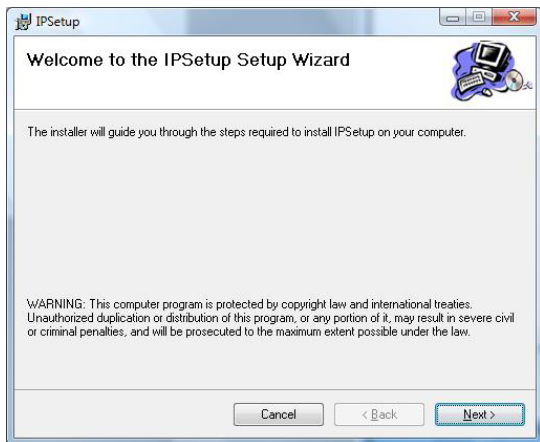 IPSetup
Welcome to the IPSetup Setup Wizard
The installer will guide you through the steps required to install IPSetup on your computer.
WARNING: This computer program is protected by copyright law and international treaties.
Unauthorized duplication or distribution of this program, or any portion of it, may result in severe civil
or criminal penalties, and will be prosecuted to the maximum extent possible under the law.
Cancel
< Back
Next >